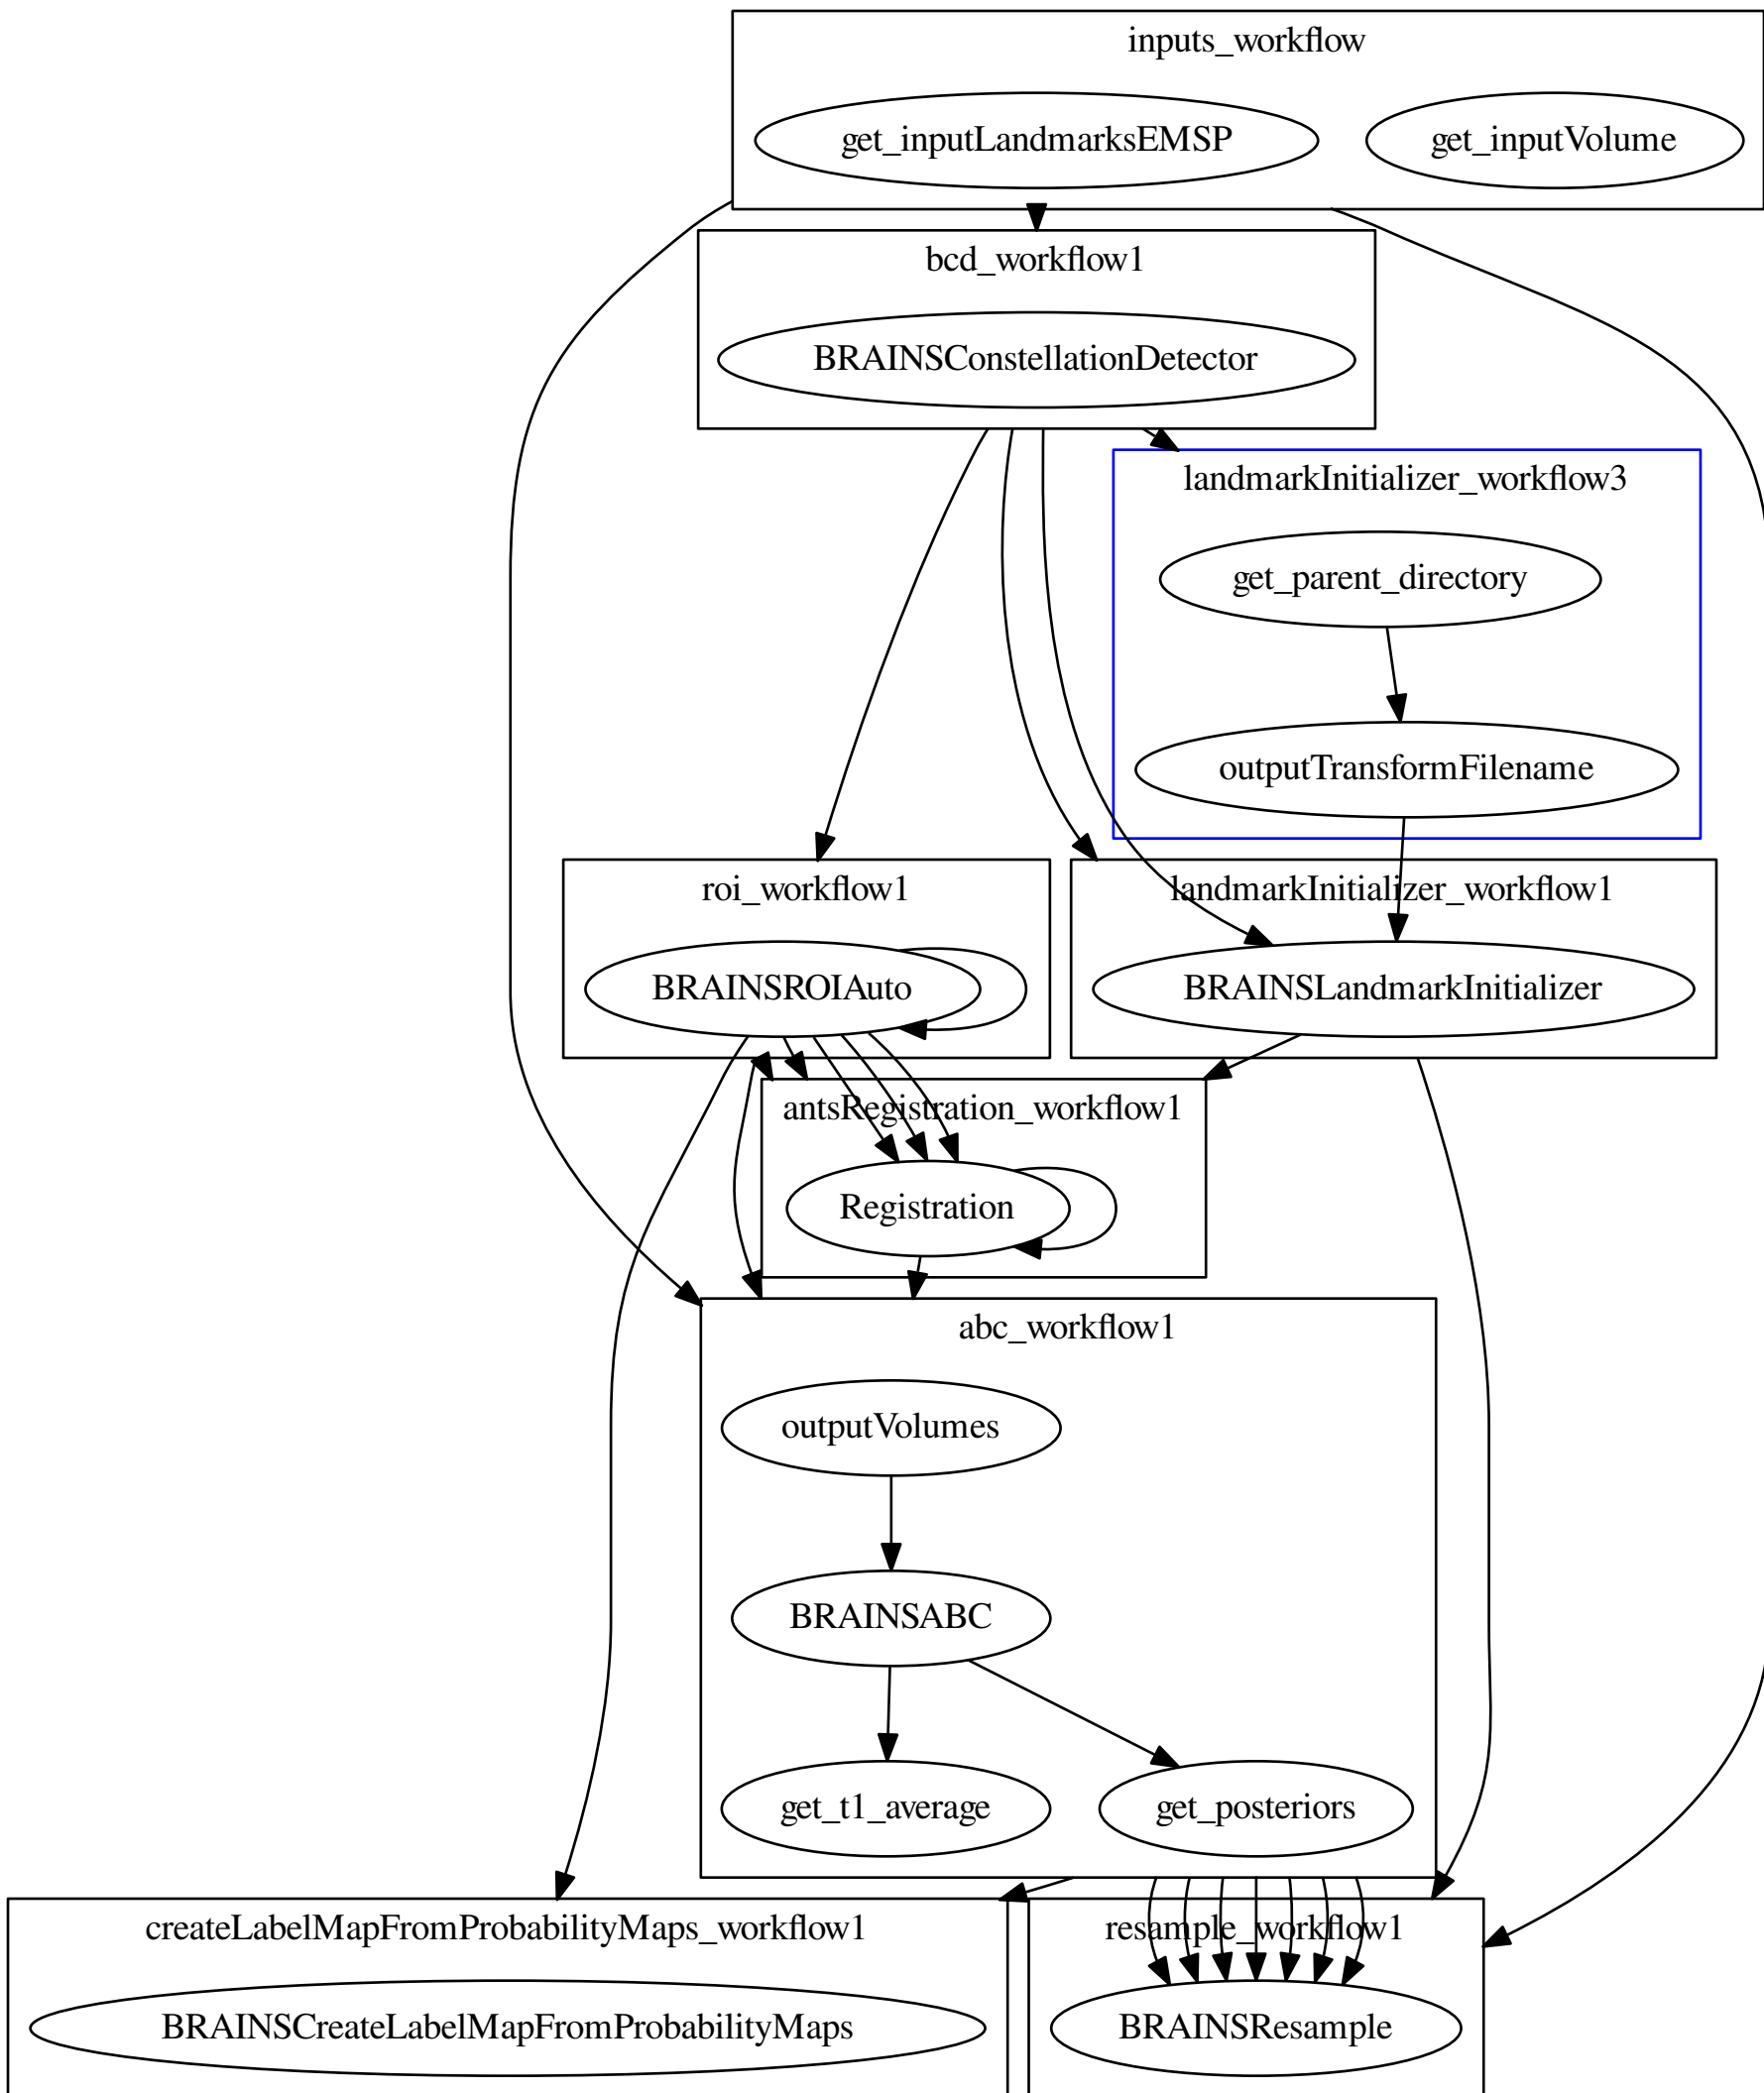 inputs_workflow
get_inputLandmarksEMSP
get_inputVolume
bcd_workflow1
BRAINSConstellationDetector
landmarkInitializer_workflow3
get_parent_directory
outputTransformFilename
roi_workflow1
landmarkInitializer_workflow1
BRAINSROIAuto
BRAINSLandmarkInitializer
antsRegistration_workflow1
Registration
abc_workflow1
outputVolumes
BRAINSABC
get_t1_average
get_posteriors
createLabelMapFromProbabilityMaps_workflow1
resample_workflow1
BRAINSCreateLabelMapFromProbabilityMaps
BRAINSResample